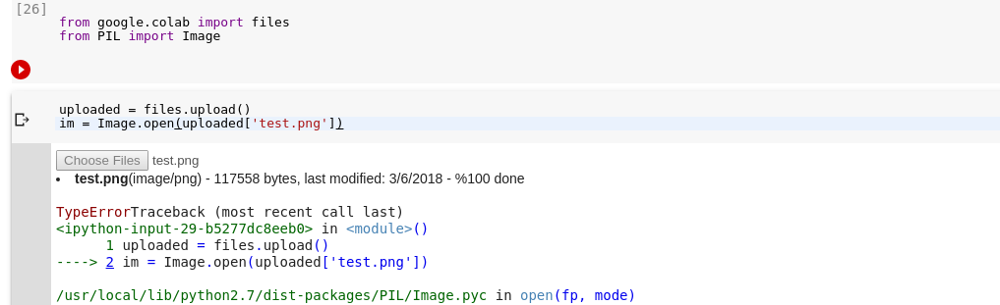 [26]
from google.colab import files
from PIL import Image
uploaded = files.upload()
im = Image.open(uploaded['test.png'])
Choose Files test.png
• test.png(image/png) - 117558 bytes, last modified: 3/6/2018 - %100 done
TypeErrorTraceback (most recent call last)
<ipython-input-29-b5277dc8eeb0> in <module>()
1 uploaded = files.upload()
----> 2 im = Image.open(uploaded['test.png'])
/usr/local/lib/python2.7/dist-packages/PIL/Image.pyc in open(fp, mode)